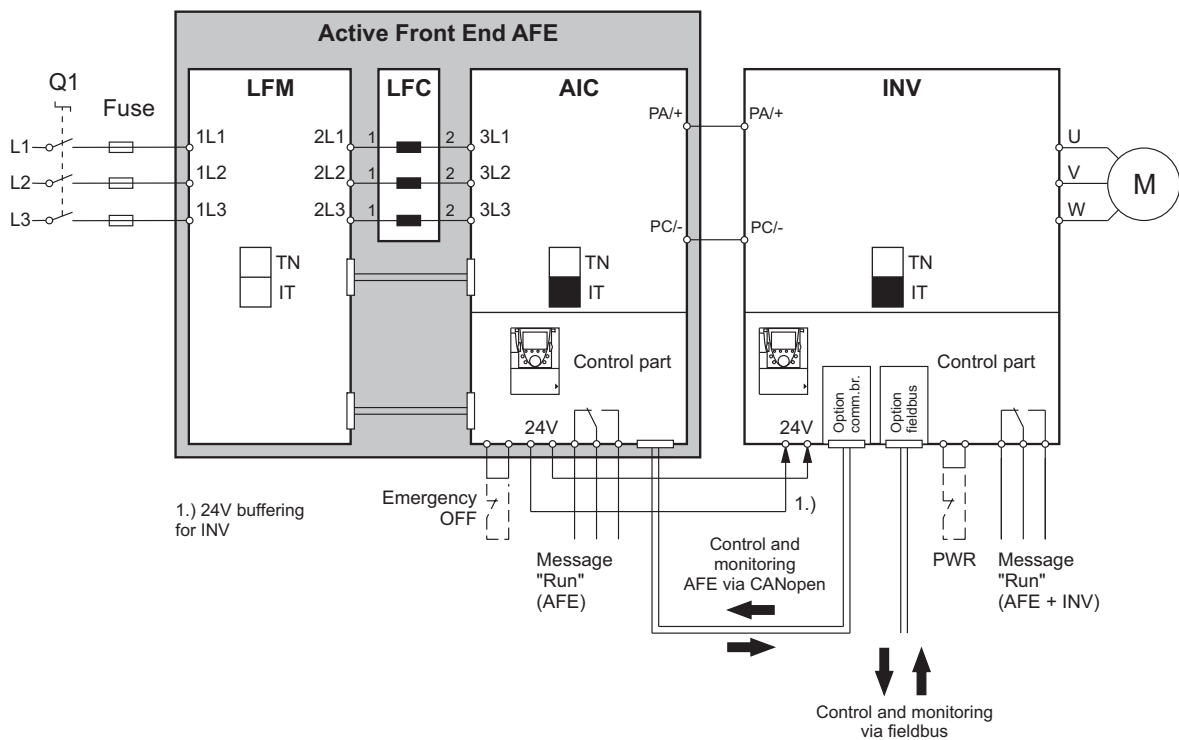 Active Front End AFE
LFM
LFC
AIC
INV
Q1
Fuse
PA/+
PA/+
L1
1L1
2L1
1
2
3L1
U
L2
1L2
2L2
1
2
3L2
V
M
L3
1L3
2L3
1
2
3L3
W
PC/-
PC/-
TN
IT
TN
IT
TN
IT
Control part
Control part
24V
24V
Option
comm.br.
Option
fieldbus
Emergency
OFF
1.)
1.) 24V buffering
for INV
Message
"Run"
(AFE)
Control and
monitoring
AFE via CANopen
PWR
Message
"Run"
(AFE + INV)
Control and monitoring
via fieldbus